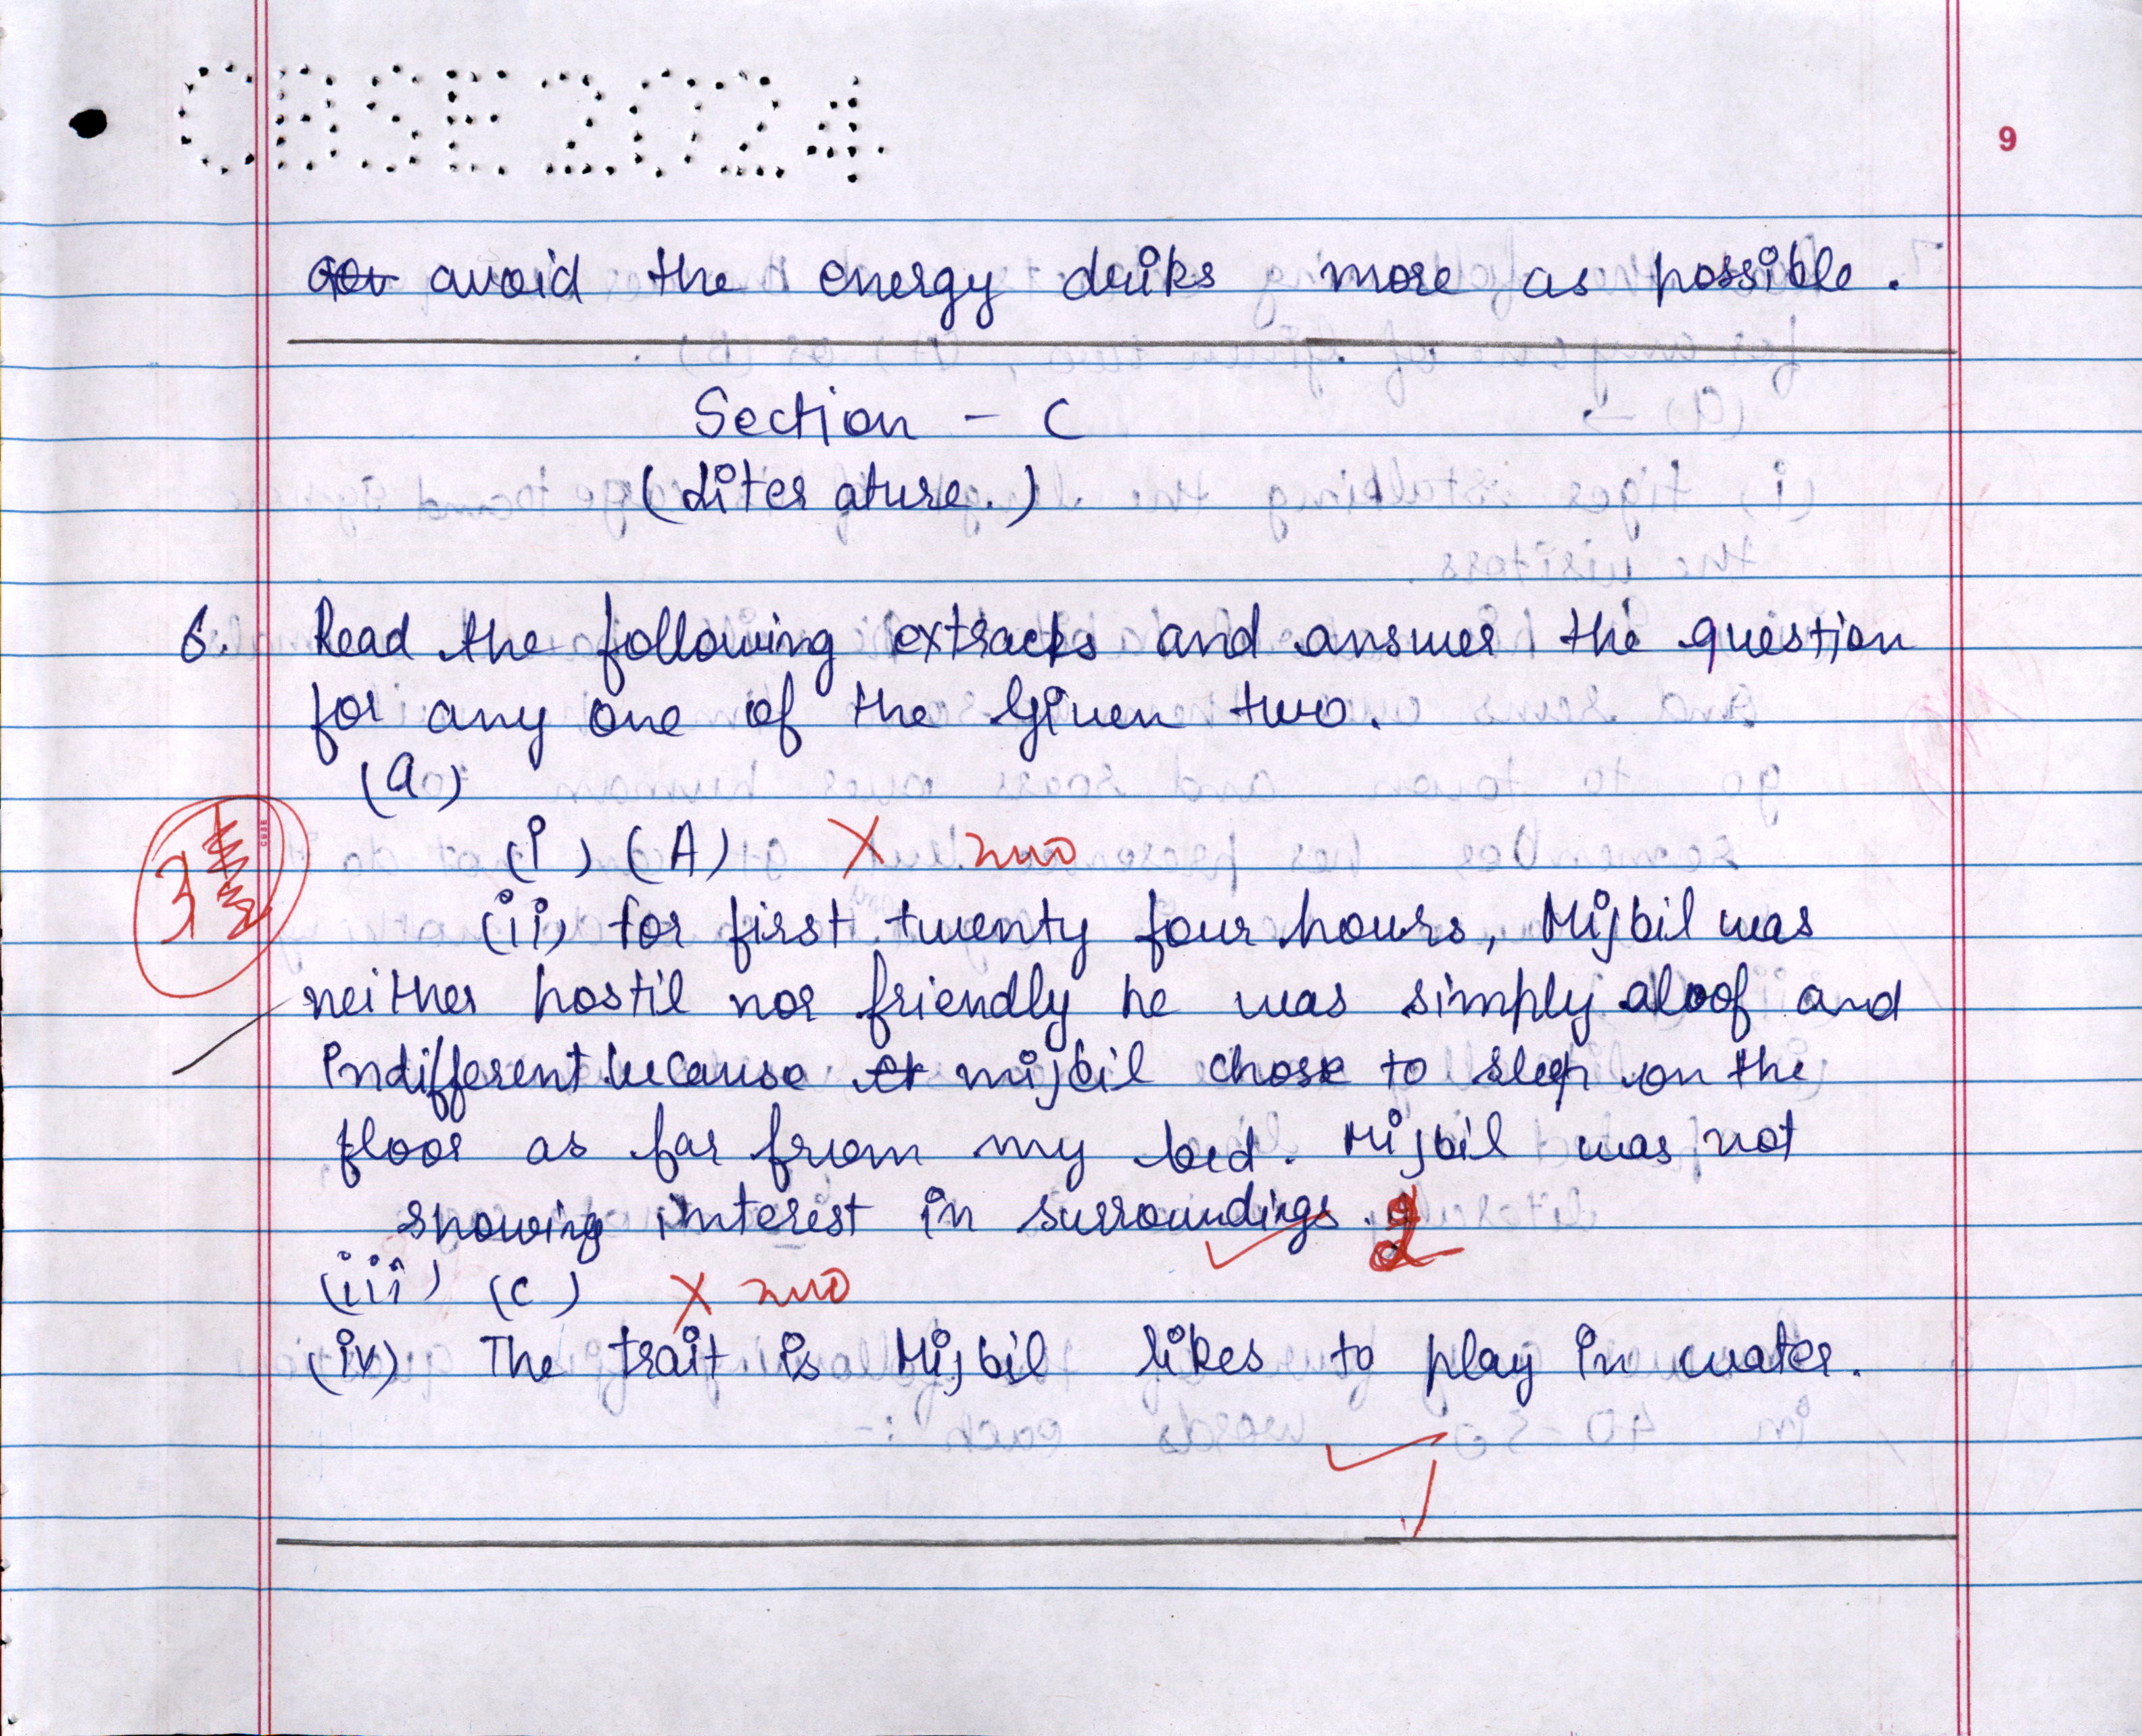 CBSE 2024
9
avoid the energy driks more as possible.
Section - C
(Literature.)
6. Read the following extracts and answer the question
for any one of the Given two.
(a)
(i) (A) X zero
3
(ii) for first twenty four hours, Mijbil was
neither hostil nor friendly he was simply aloof and
indifferent because mijbil chose to sleep on the
floor as far from my bed. Mijbil was not
showing interest in surroundings. 2
(iii) (c) X zero
(iv) The trait is Mijbil likes to play in water.
1